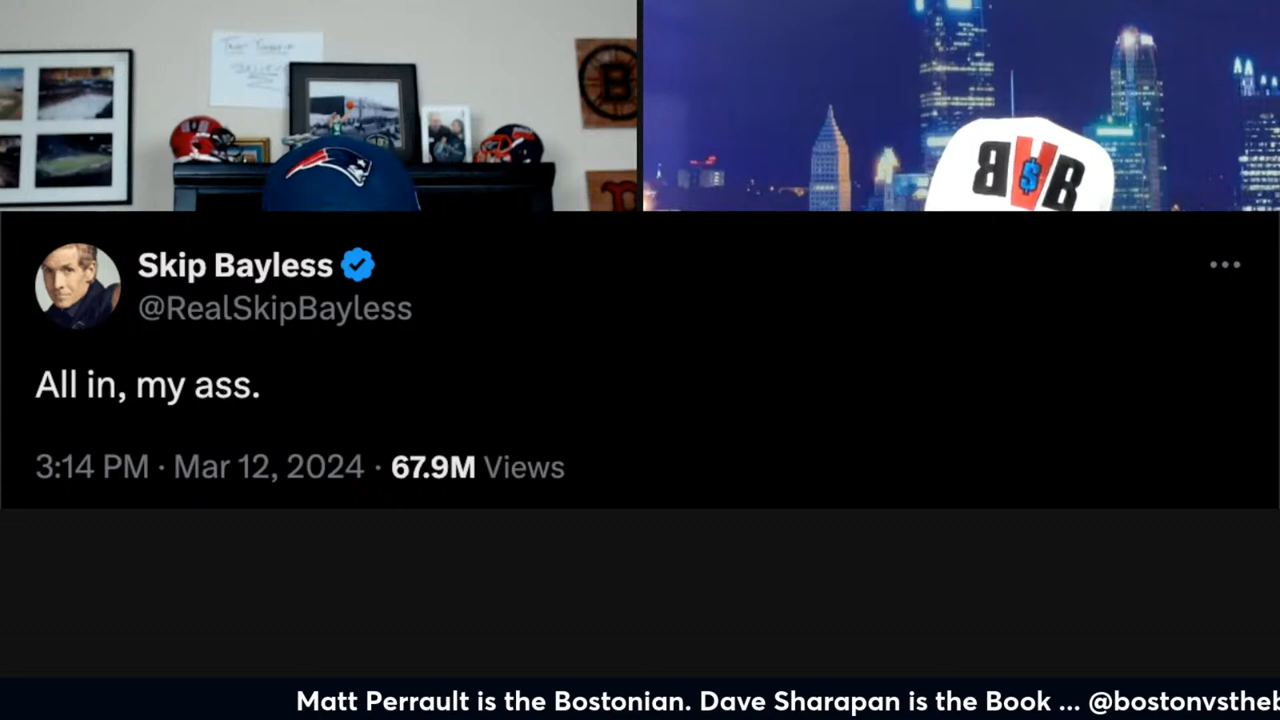 B$B
Skip Bayless
@RealSkipBayless
All in, my ass.
3:14 PM · Mar 12, 2024 · 67.9M Views
Matt Perrault is the Bostonian. Dave Sharapan is the Book ... @bostonvstheb